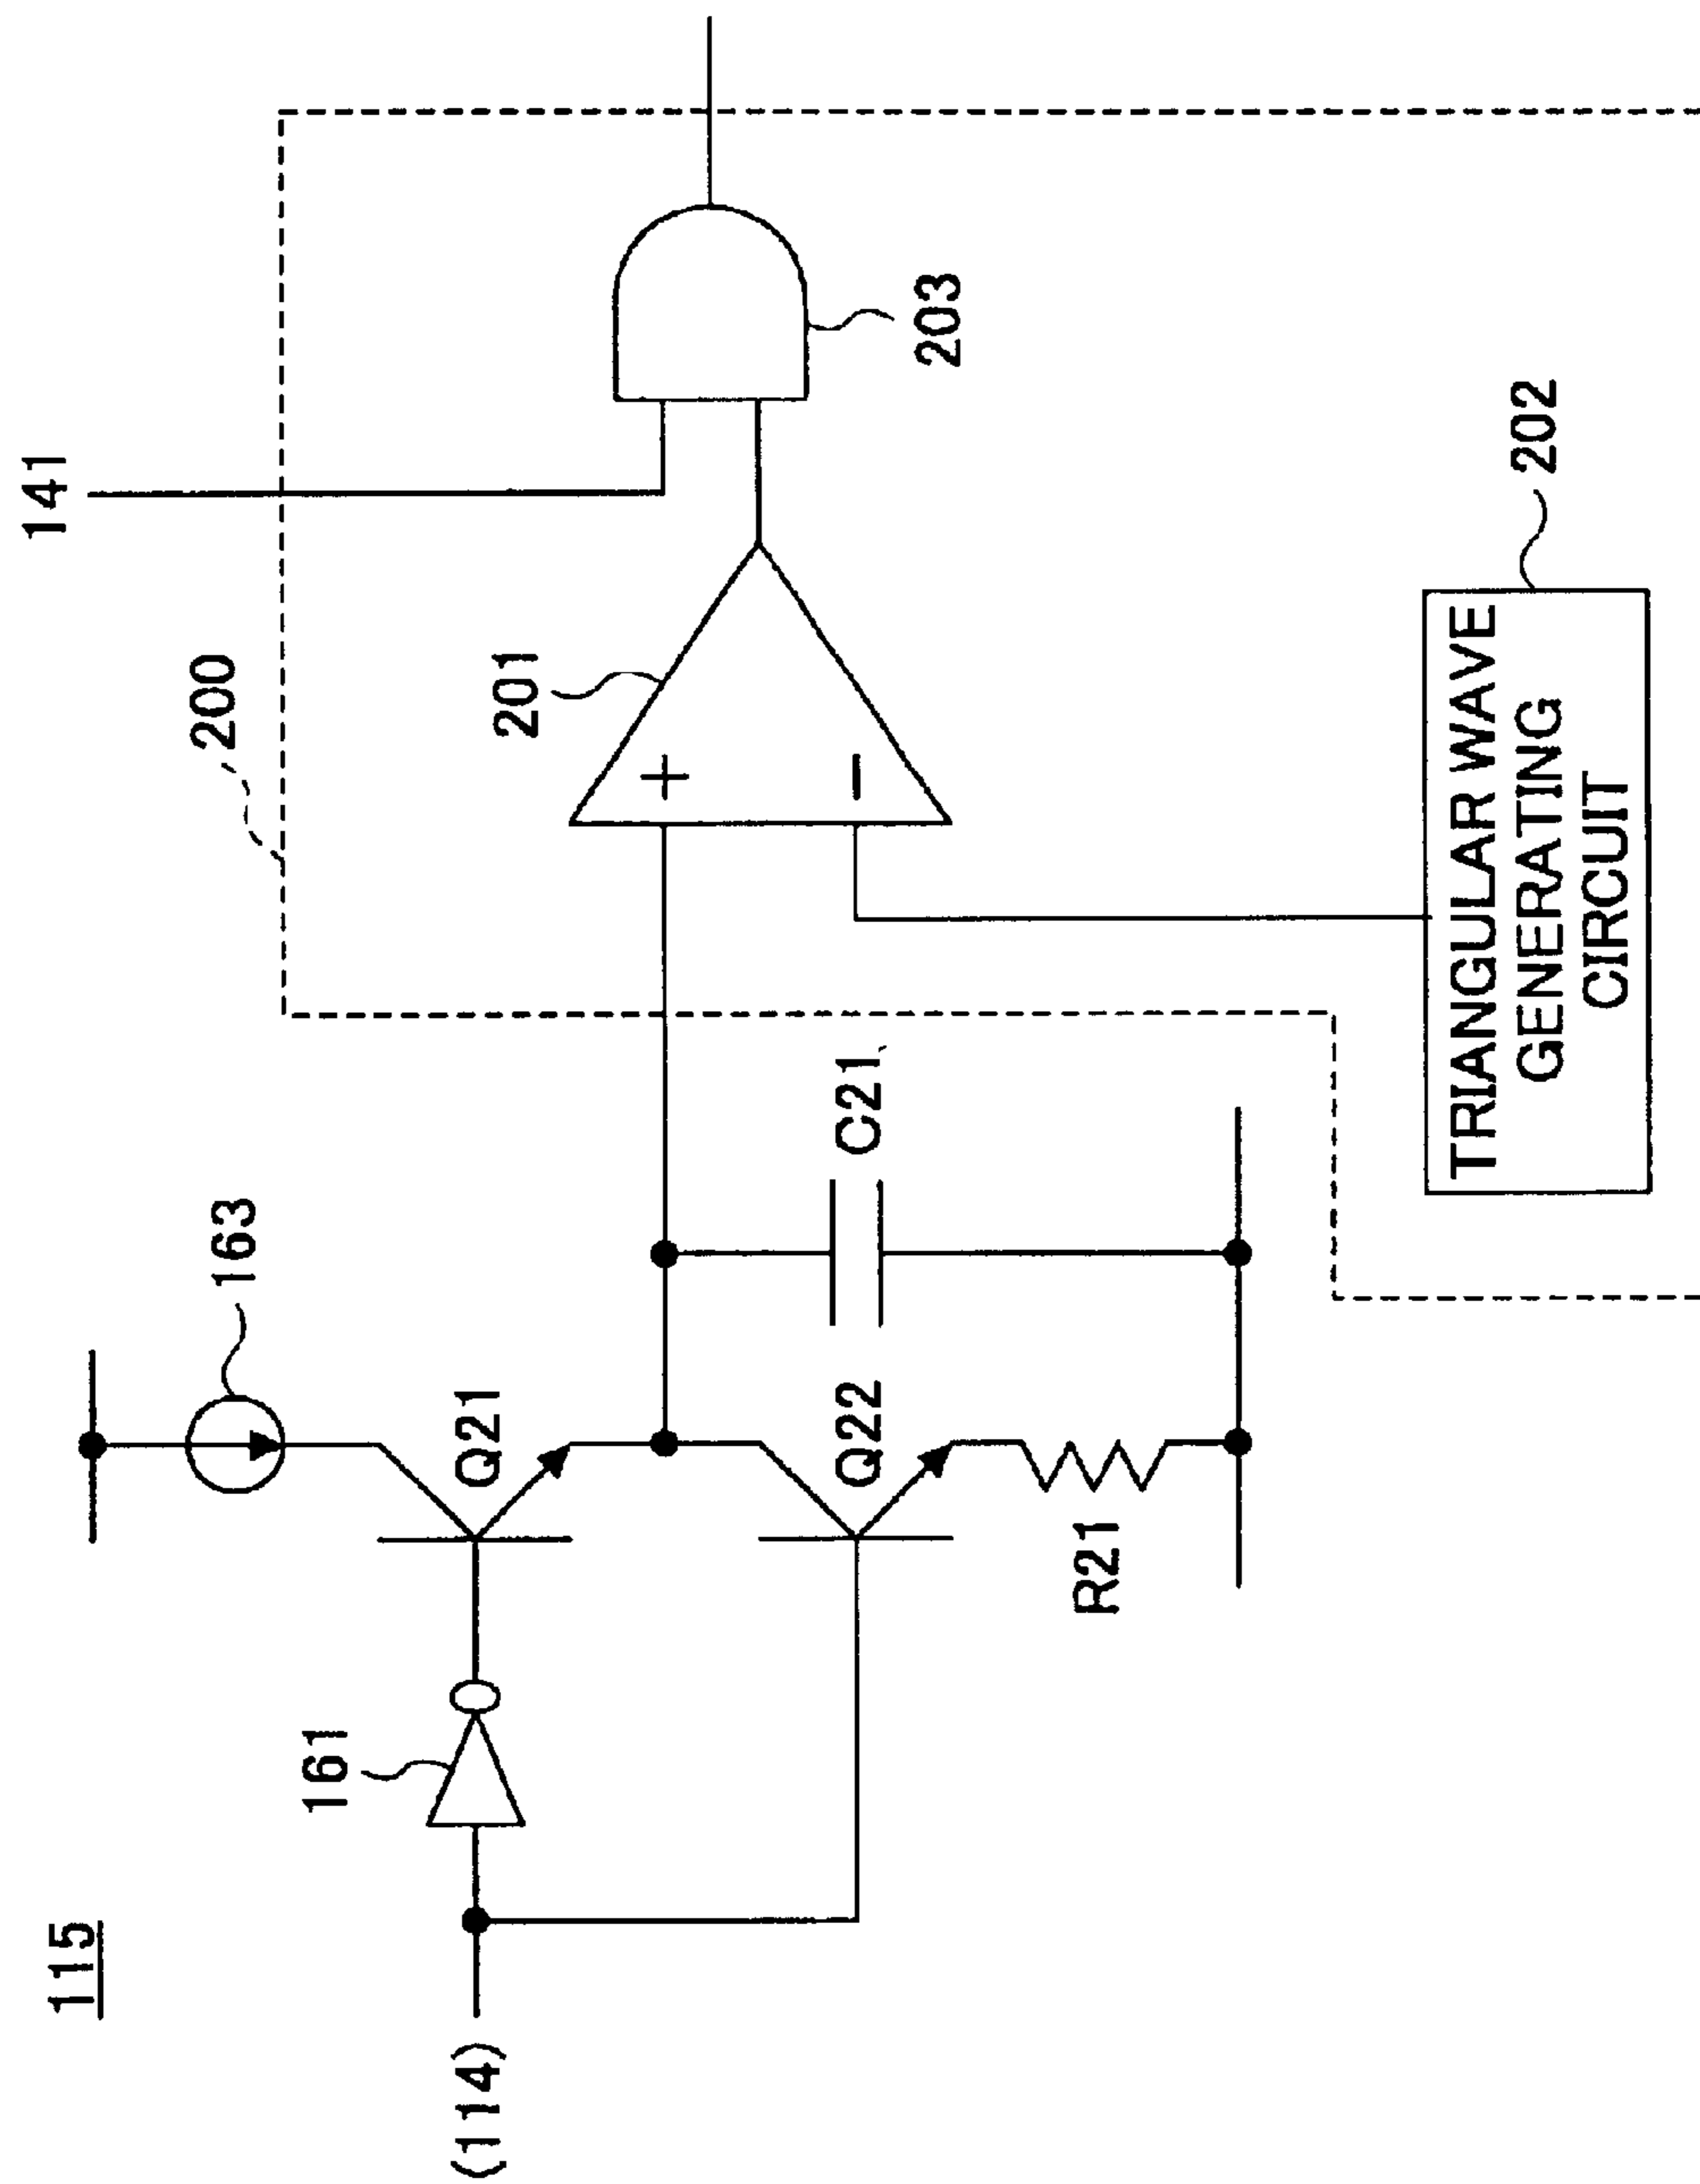 115
141
200
163
201
203
161
Q21
(114)
C21
Q22
R21
202
TRIANGULAR WAVE
GENERATING
CIRCUIT
+
−